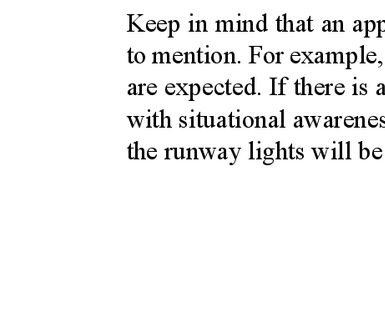 Keep in mind that an app
to mention. For example,
are expected. If there is a
with situational awarenes
the runway lights will be